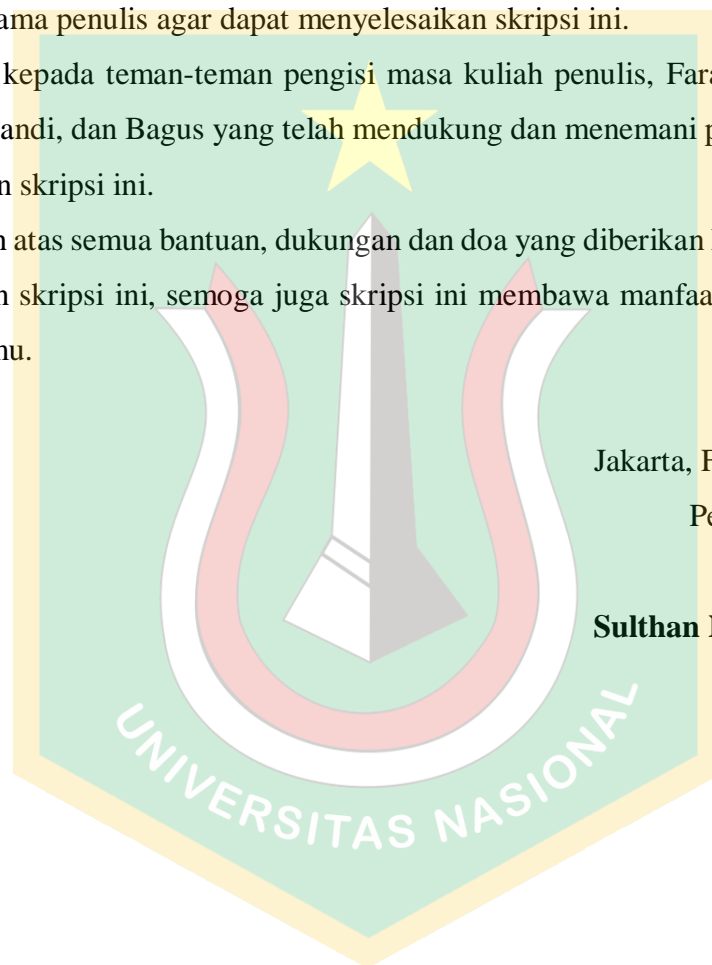 ama penulis agar dapat menyelesaikan skripsi ini.
kepada teman-teman pengisi masa kuliah penulis, Fara
andi, dan Bagus yang telah mendukung dan menemani p
n skripsi ini.
n atas semua bantuan, dukungan dan doa yang diberikan
n skripsi ini, semoga juga skripsi ini membawa manfaa
nu.
Jakarta, F
Pe
Sulthan
UNIVERSITAS NASIONAL